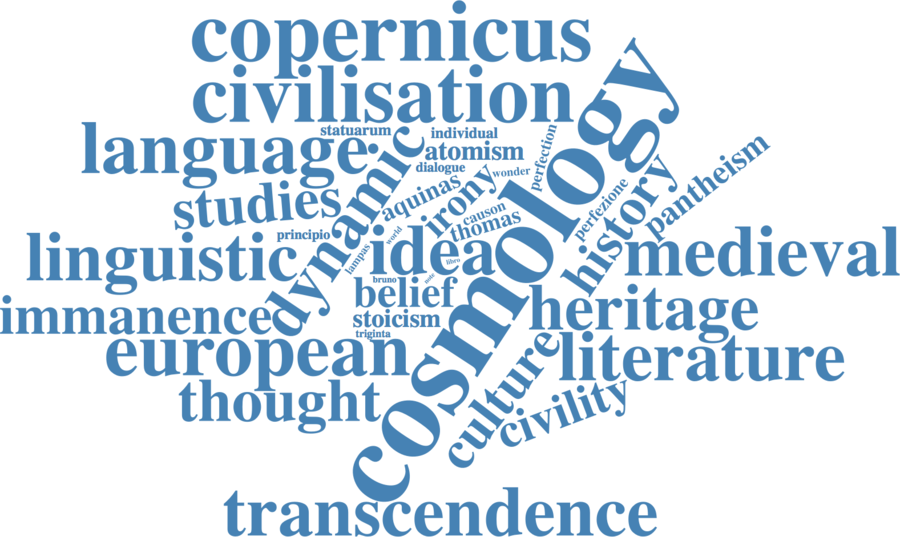 copernicus
civilisation
cosmology
statuarum
individual
language
dynamic
atomism
perfection
dialogue
wonder
pantheism
aquinas
irony
studies
causon
thomas
perfezione
history
principio
world
linguistic
lampas
idea
libro
medieval
bruno
note
belief
heritage
immanence
stoicism
triginta
european
culture
literature
thought
civility
transcendence